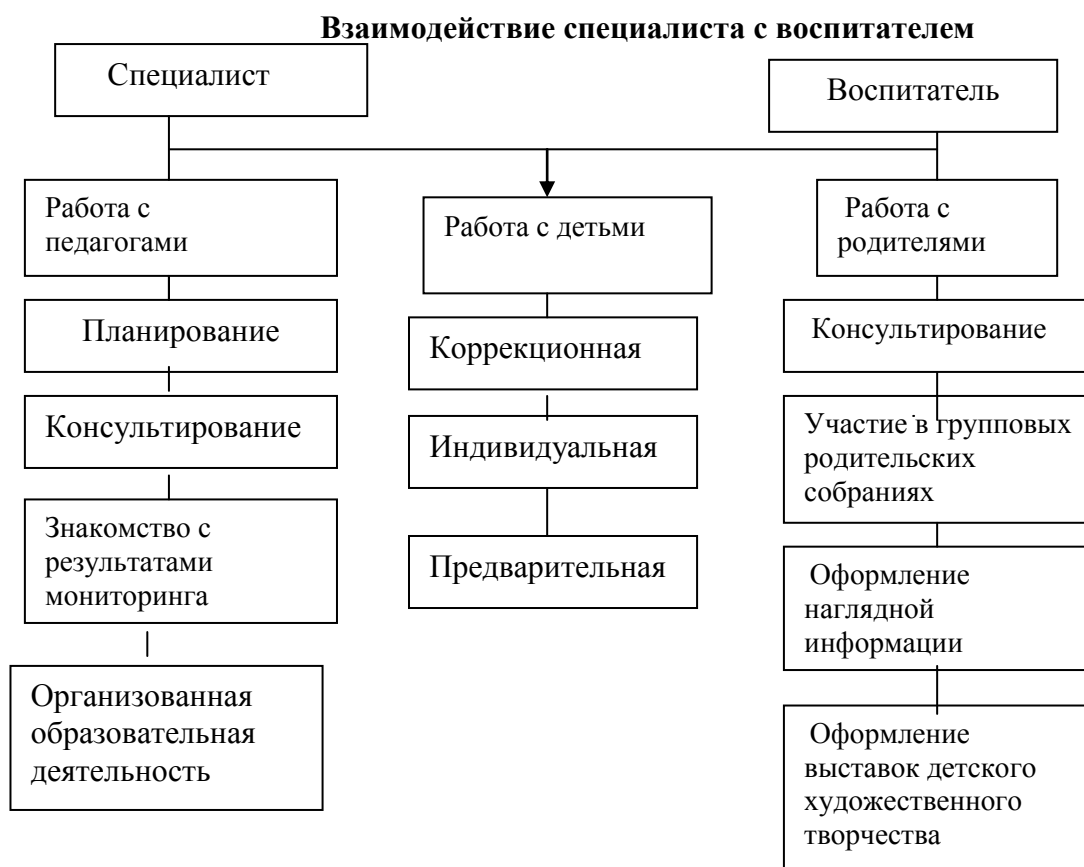 Взаимодействие специалиста с воспитателем
Специалист
Воспитатель
Работа с
педагогами
Планирование
Консультирование
Знакомство с
результатами
мониторинга
Организованная
образовательная
деятельность
Работа с детьми
Коррекционная
Индивидуальная
Предварительная
Работа с
родителями
Консультирование
Участие в групповых
родительских
собраниях
Оформление
наглядной
информации
Оформление
выставок детского
художественного
творчества